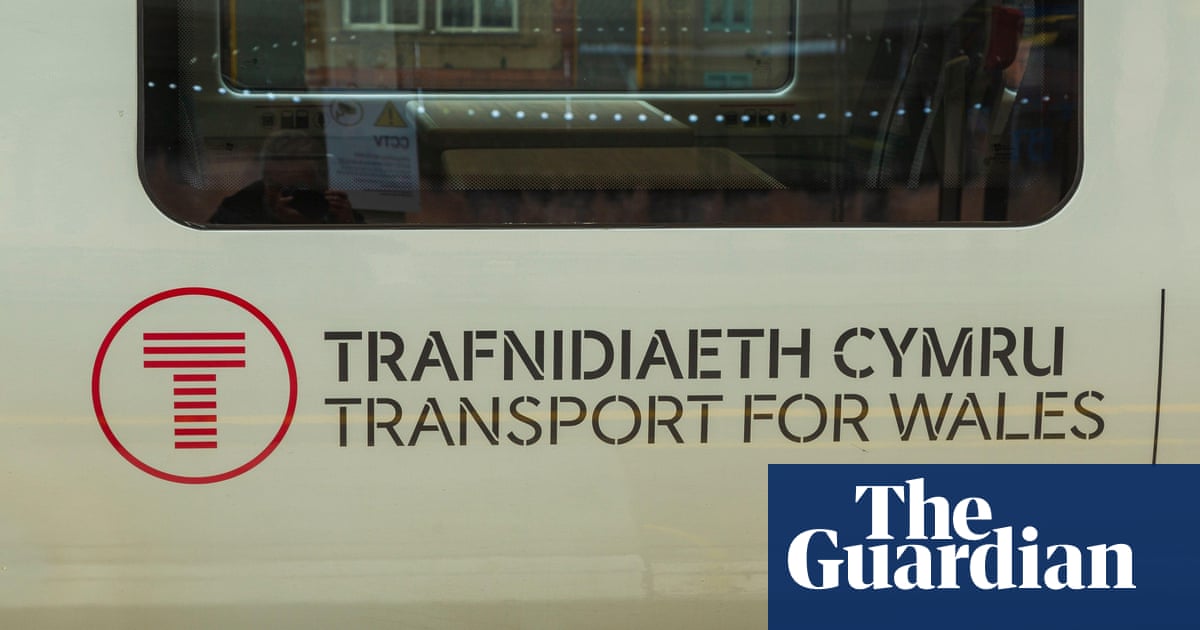 CCTV
T
TRAFNIDIAETH CYMRU
TRANSPORT FOR WALES
The
Guardian